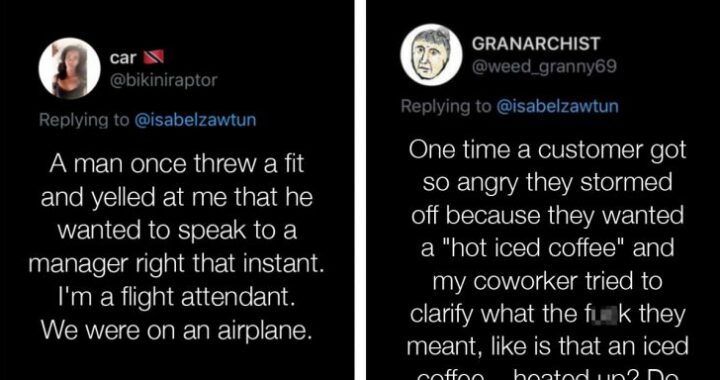 car 🇹🇹
@bikiniraptor
Replying to @isabelzawtun
A man once threw a fit
and yelled at me that he
wanted to speak to a
manager right that instant.
I'm a flight attendant.
We were on an airplane.
GRANARCHIST
@weed_granny69
Replying to @isabelzawtun
One time a customer got
so angry they stormed
off because they wanted
a "hot iced coffee" and
my coworker tried to
clarify what the f k they
meant, like is that an iced
coffee... heated up? Do